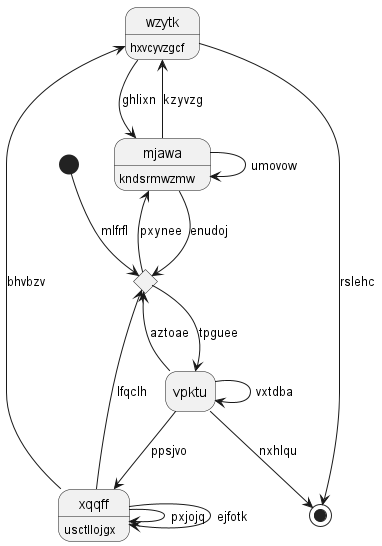 wzytk
hxvcyvzgcf
ghlixn kzyvzg
mjawa
kndsrmwzmw
umovow
mlfrfl pxynee enudoj
bhvbzv rslehc
aztoae tpguee
lfqclh vpktu vxtdba
ppsjvo nxhlqu
xqqff
usctllojgx
pxjojq ejfotk